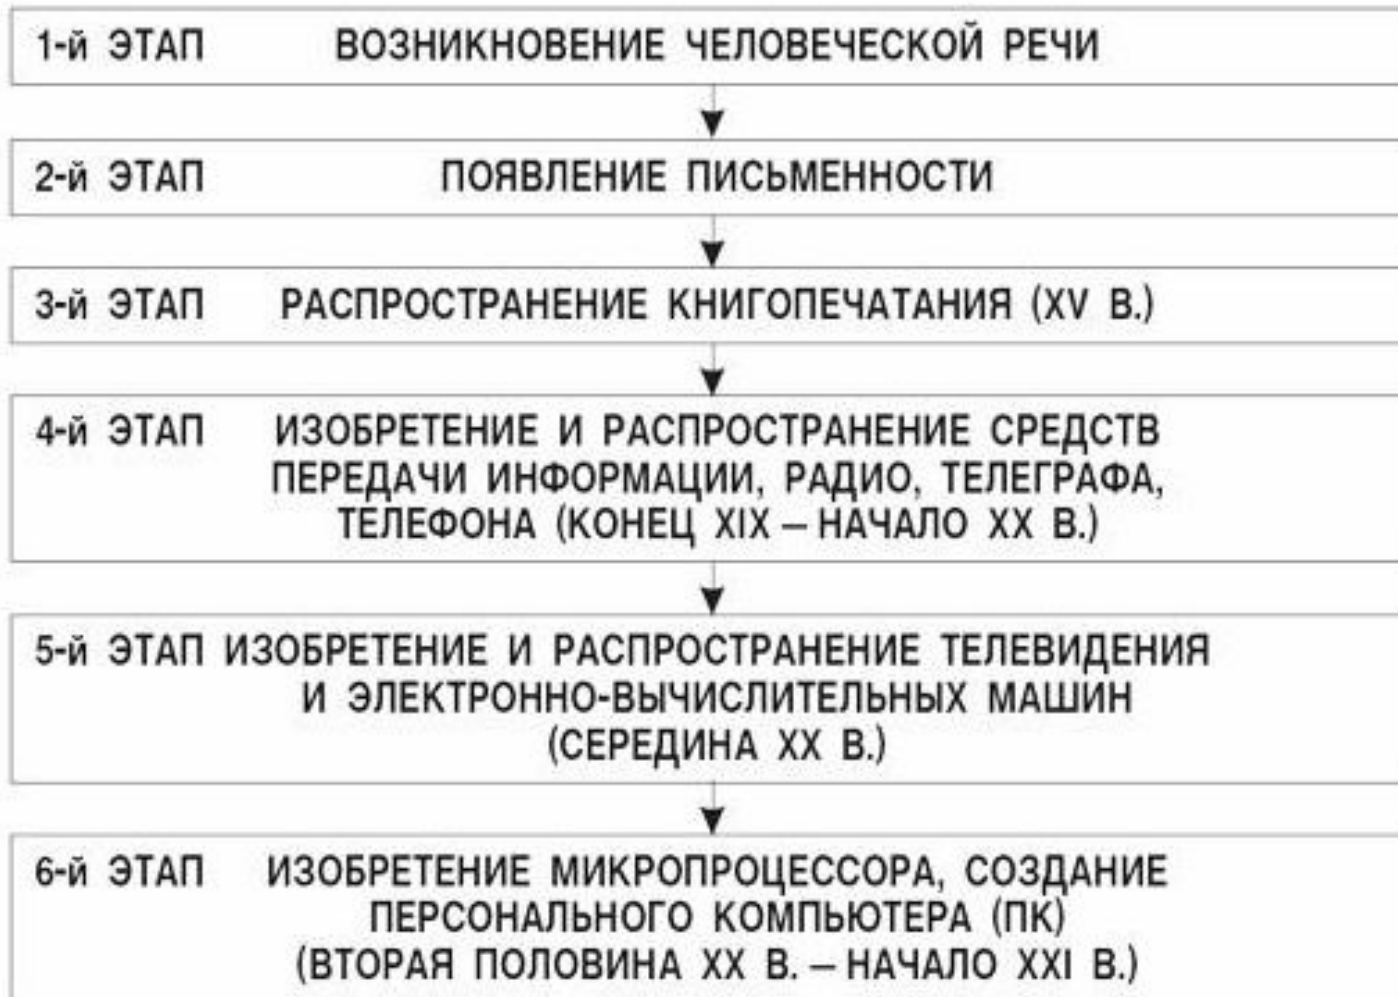 1-й ЭТАП ВОЗНИКНОВЕНИЕ ЧЕЛОВЕЧЕСКОЙ РЕЧИ
2-й ЭТАП ПОЯВЛЕНИЕ ПИСЬМЕННОСТИ
3-й ЭТАП РАСПРОСТРАНЕНИЕ КНИГОПЕЧАТАНИЯ (XV В.)
4-й ЭТАП ИЗОБРЕТЕНИЕ И РАСПРОСТРАНЕНИЕ СРЕДСТВ
ПЕРЕДАЧИ ИНФОРМАЦИИ, РАДИО, ТЕЛЕГРАФА,
ТЕЛЕФОНА (КОНЕЦ XIX – НАЧАЛО XX В.)
5-й ЭТАП ИЗОБРЕТЕНИЕ И РАСПРОСТРАНЕНИЕ ТЕЛЕВИДЕНИЯ
И ЭЛЕКТРОННО-ВЫЧИСЛИТЕЛЬНЫХ МАШИН
(СЕРЕДИНА XX В.)
6-й ЭТАП ИЗОБРЕТЕНИЕ МИКРОПРОЦЕССОРА, СОЗДАНИЕ
ПЕРСОНАЛЬНОГО КОМПЬЮТЕРА (ПК)
(ВТОРАЯ ПОЛОВИНА XX В. – НАЧАЛО XXI В.)